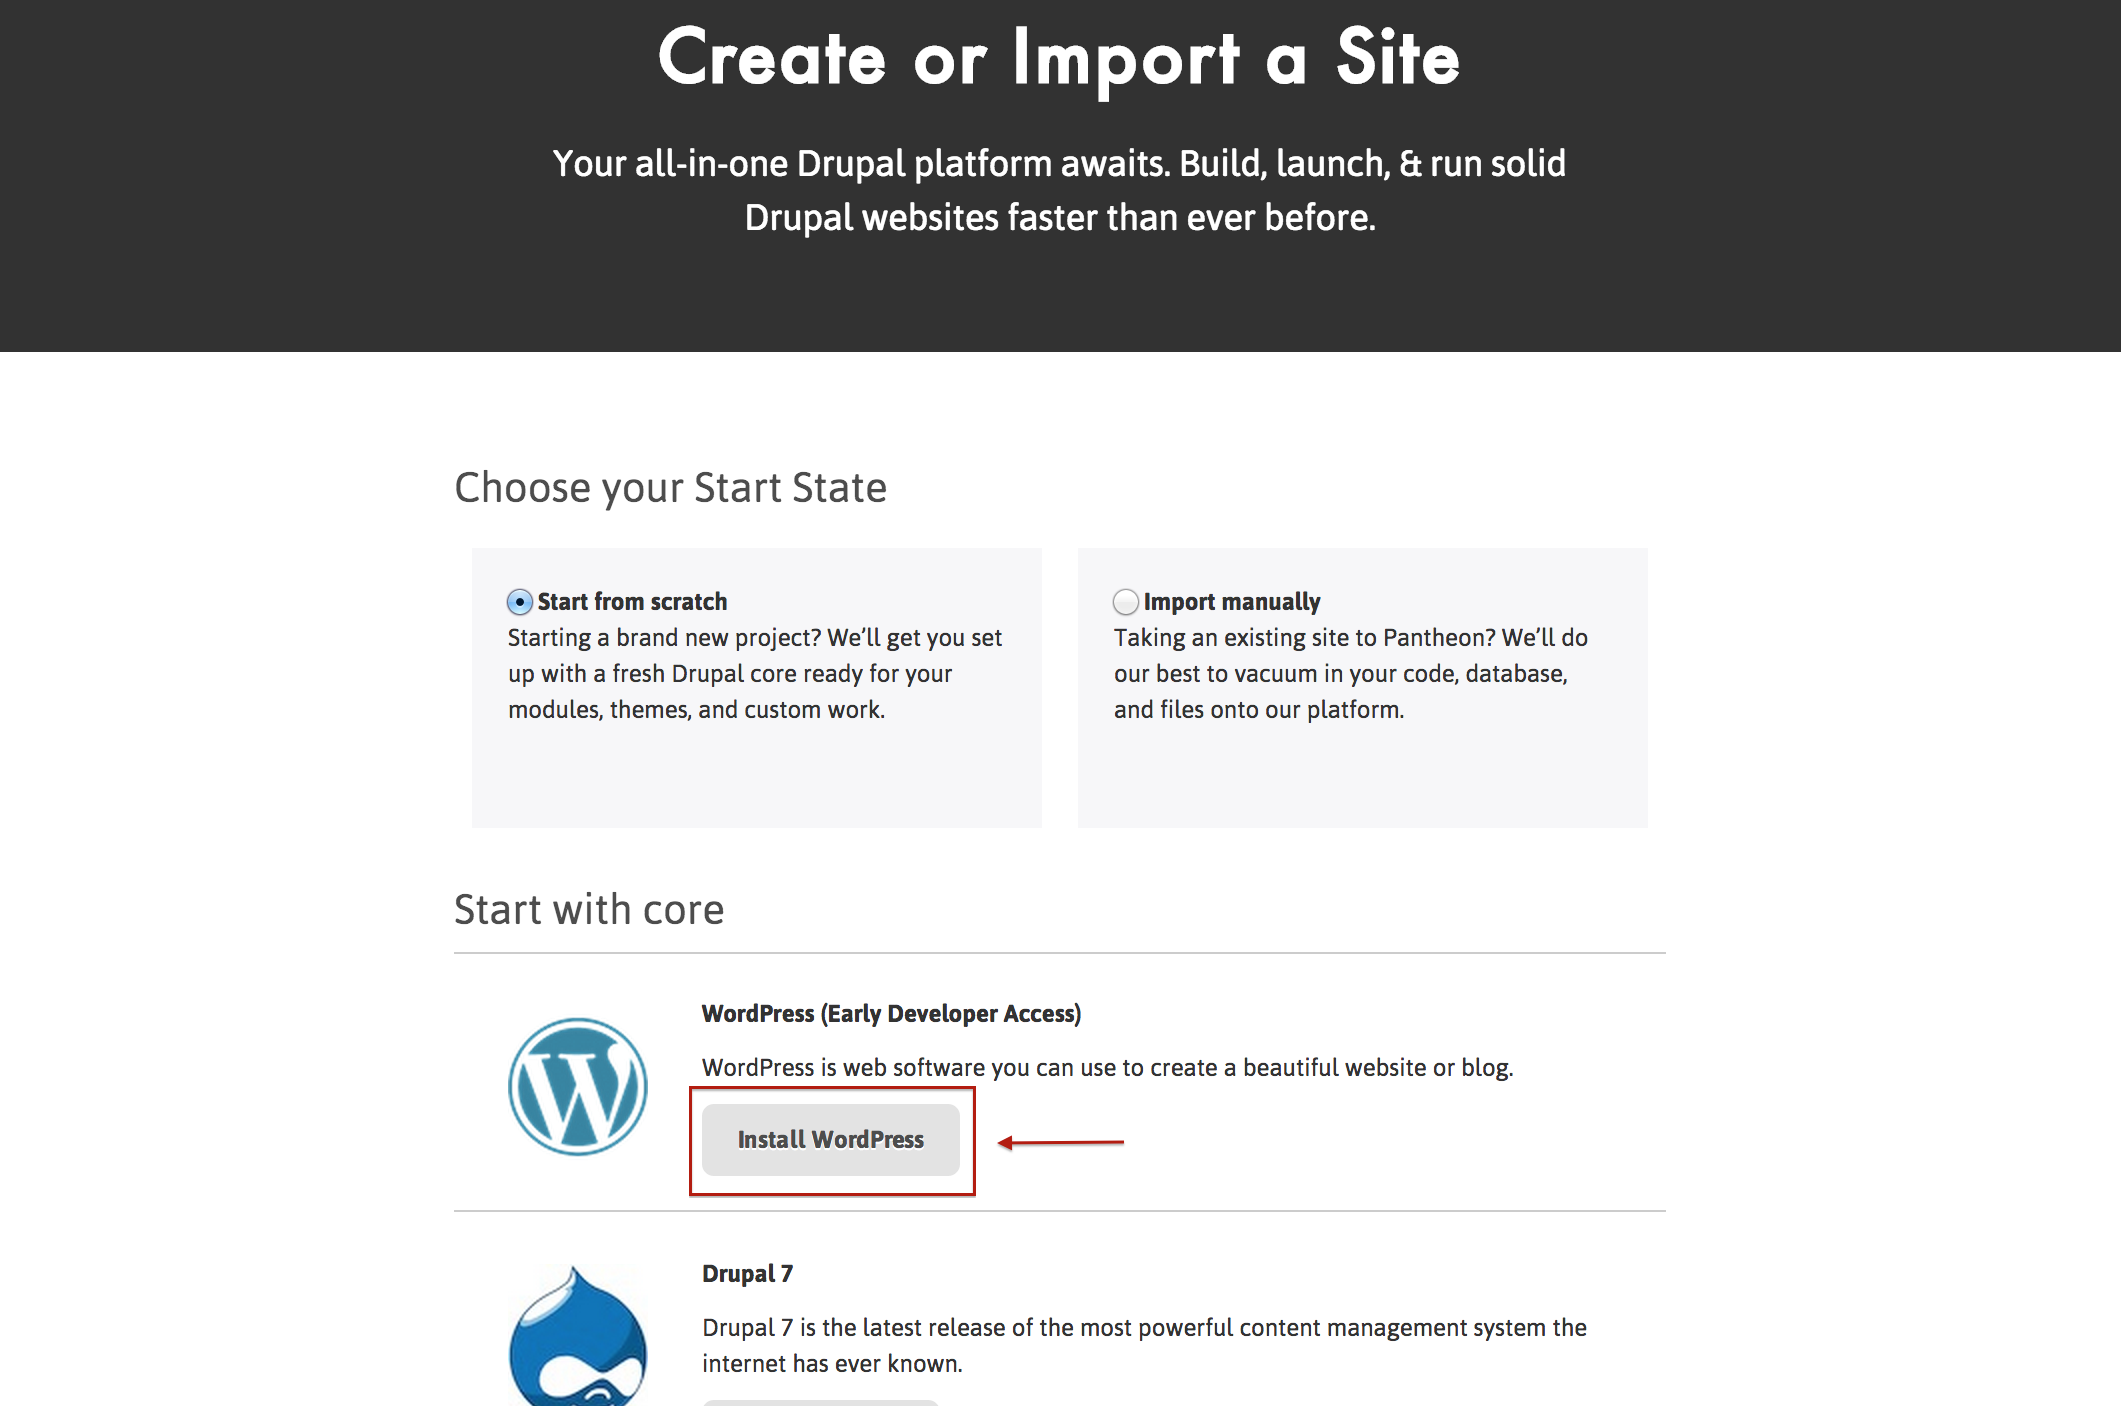 Create or Import a Site
Your all-in-one Drupal platform awaits. Build, launch, & run solid
Drupal websites faster than ever before.
Choose your Start State
Start from scratch
Starting a brand new project? We’ll get you set
up with a fresh Drupal core ready for your
modules, themes, and custom work.
Import manually
Taking an existing site to Pantheon? We’ll do
our best to vacuum in your code, database,
and files onto our platform.
Start with core
WordPress (Early Developer Access)
WordPress is web software you can use to create a beautiful website or blog.
Install WordPress
Drupal 7
Drupal 7 is the latest release of the most powerful content management system the
internet has ever known.